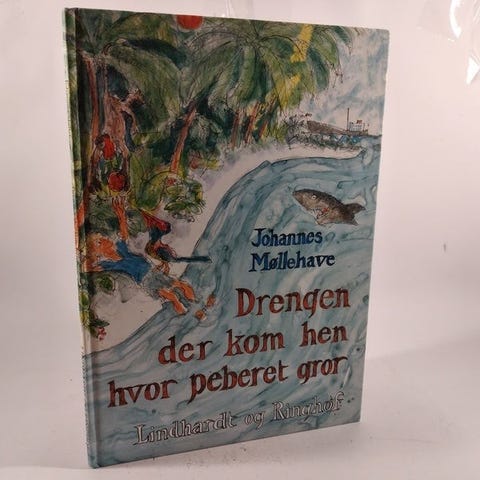 Johannes
Møllehave
Drengen
der kom hen
hvor peberet gror
Lindhardt og Ringhof